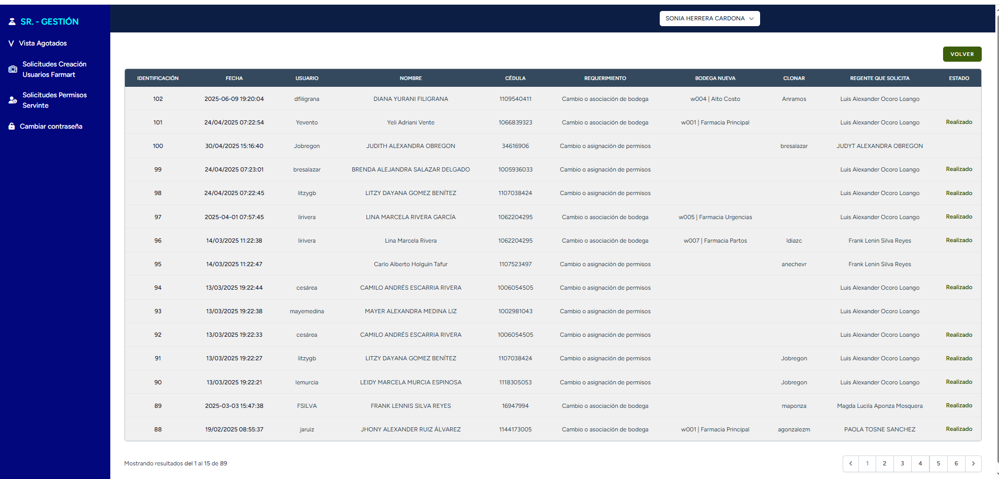 SR. - GESTIÓN
Vista Agotados
Solicitudes Creación
Usuarios Farmart
Solicitudes Permisos
Servinte
Cambiar contraseña
SONIA HERRERA CARDONA
VOLVER
IDENTIFICACIÓN FECHA USUARIO NOMBRE CÉDULA REQUERIMIENTO BODEGA NUEVA CLONAR REGENTE QUE SOLICITA ESTADO
102 2025-06-09 19:20:04 dfiligrana DIANA YURANI FILIGRANA 1109540411 Cambio o asociación de bodega w004 | Alto Costo Anramos Luis Alexander Ocoro Loango
101 24/04/2025 07:22:54 Yevento Yeli Adriani Vente 1066839323 Cambio o asociación de bodega w001 | Farmacia Principal Luis Alexander Ocoro Loango Realizado
100 30/04/2025 15:16:40 Jobregon JUDITH ALEXANDRA OBREGON 34616906 Cambio o asignación de permisos bresalazar JUDYT ALEXANDRA OBREGON
99 24/04/2025 07:23:01 bresalazar BRENDA ALEJANDRA SALAZAR DELGADO 1005936033 Cambio o asignación de permisos Luis Alexander Ocoro Loango Realizado
98 24/04/2025 07:22:45 litzygb LITZY DAYANA GOMEZ BENÍTEZ 1107038424 Cambio o asignación de permisos Luis Alexander Ocoro Loango Realizado
97 2025-04-01 07:57:45 lirivera LINA MARCELA RIVERA GARCÍA 1062204295 Cambio o asociación de bodega w005 | Farmacia Urgencias Luis Alexander Ocoro Loango Realizado
96 14/03/2025 11:22:38 lirivera Lina Marcela Rivera 1062204295 Cambio o asociación de bodega w007 | Farmacia Partos ldiazc Frank Lenin Silva Reyes Realizado
95 14/03/2025 11:22:47 Carlo Alberto Holguín Tafur 1107523497 Cambio o asignación de permisos anechevr Frank Lenin Silva Reyes
94 13/03/2025 19:22:44 cesárea CAMILO ANDRÉS ESCARRIA RIVERA 1006054505 Cambio o asignación de permisos Luis Alexander Ocoro Loango Realizado
93 13/03/2025 19:22:38 mayemedina MAYER ALEXANDRA MEDINA LIZ 1002981043 Cambio o asignación de permisos Luis Alexander Ocoro Loango
92 13/03/2025 19:22:33 cesárea CAMILO ANDRÉS ESCARRIA RIVERA 1006054505 Cambio o asignación de permisos Luis Alexander Ocoro Loango Realizado
91 13/03/2025 19:22:27 litzygb LITZY DAYANA GOMEZ BENÍTEZ 1107038424 Cambio o asignación de permisos Jobregon Luis Alexander Ocoro Loango Realizado
90 13/03/2025 19:22:21 lemurcia LEIDY MARCELA MURCIA ESPINOSA 1118305053 Cambio o asignación de permisos Jobregon Luis Alexander Ocoro Loango Realizado
89 2025-03-03 15:47:38 FSILVA FRANK LENNIS SILVA REYES 16947994 Cambio o asociación de bodega maponza Magda Lucila Aponza Mosquera Realizado
88 19/02/2025 08:55:37 jaruiz JHONY ALEXANDER RUIZ ÁLVAREZ 1144173005 Cambio o asociación de bodega w001 | Farmacia Principal agonzalezm PAOLA TOSNE SANCHEZ Realizado
Mostrando resultados del 1 al 15 de 89
1 2 3 4 5 6